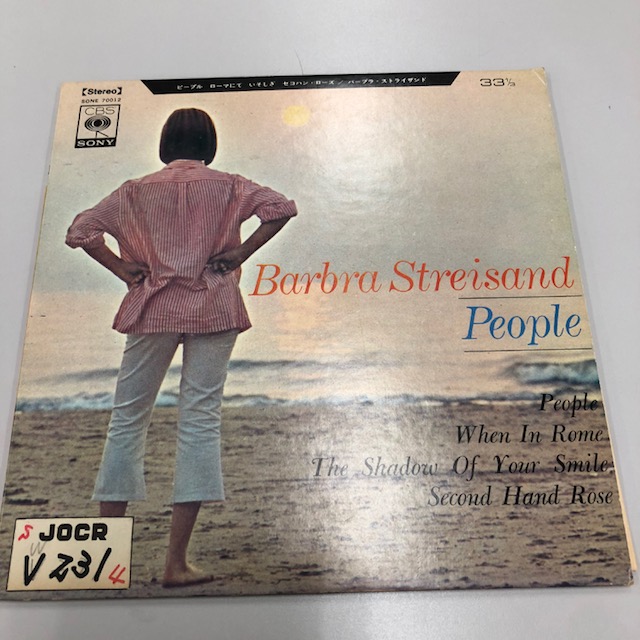 【Stereo】
SONE 70012
CBS
SONY
ピープル ローマにて いそしぎ セコハン・ローズ／バーブラ・ストライザンド
33⅓
Barbra Streisand
People
People
When In Rome
The Shadow Of Your Smile
Second Hand Rose
S JOCR
W
V231 4